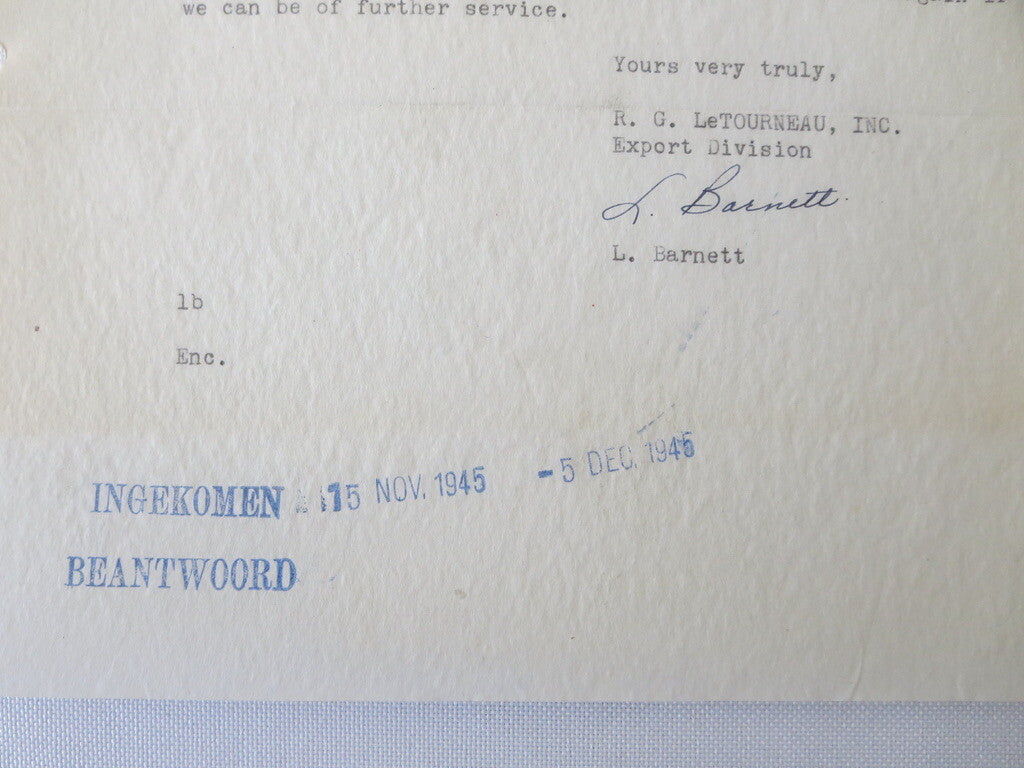 we can be of further service.
Yours very truly,
R. G. LeTOURNEAU, INC.
Export Division
L. Barnett
L. Barnett
lb
Enc.
INGEKOMEN 15 NOV. 1945 -5 DEC. 1945
BEANTWOORD